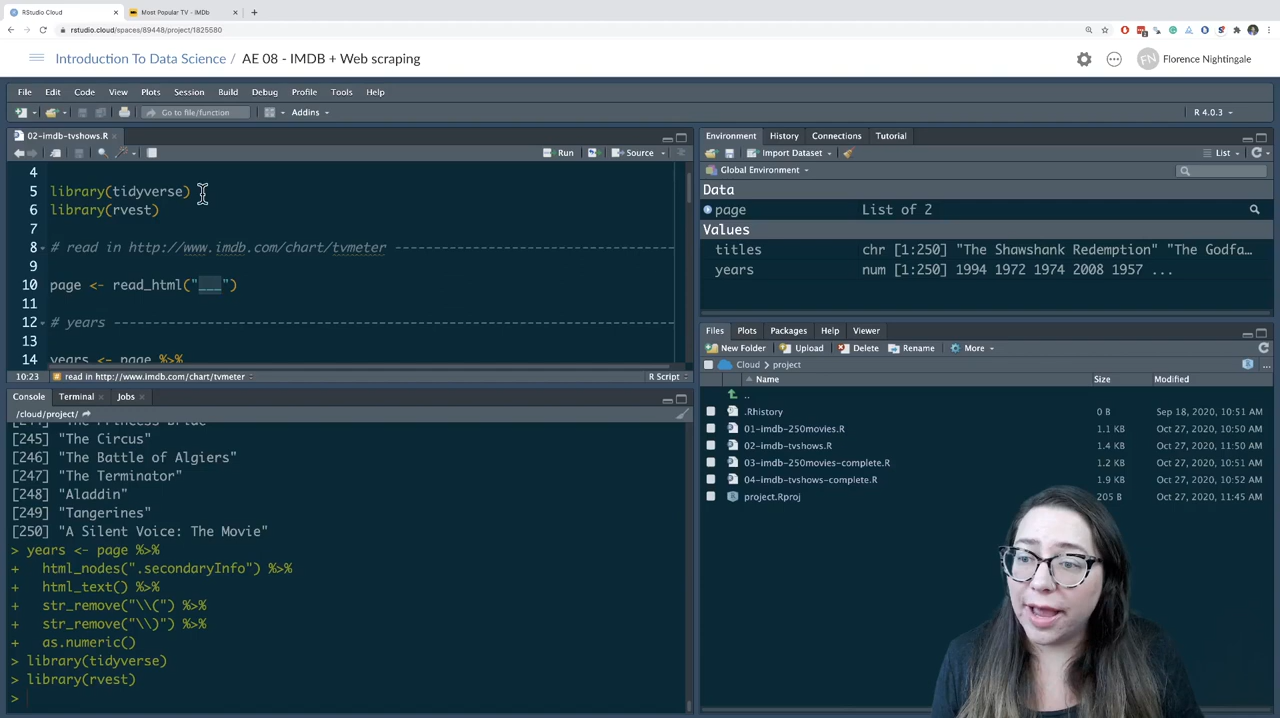 RStudio Cloud
Most Popular TV - IMDb
rstudio.cloud/spaces/89448/project/1825580
Introduction To Data Science / AE 08 - IMDB + Web scraping
FN Florence Nightingale
File Edit Code View Plots Session Build Debug Profile Tools Help
Go to file/function Addins R 4.0.3
02-imdb-tvshows.R
Run Source
4
5 library(tidyverse)
6 library(rvest)
7
8 # read in http://www.imdb.com/chart/tvmeter --------------------------------
9
10 page <- read_html("___")
11
12 # years --------------------------------
13
14 years <- page %>%
10:23 # read in http://www.imdb.com/chart/tvmeter R Script
Console Terminal Jobs
/cloud/project/
[244] "The Princess Bride"
[245] "The Circus"
[246] "The Battle of Algiers"
[247] "The Terminator"
[248] "Aladdin"
[249] "Tangerines"
[250] "A Silent Voice: The Movie"
> years <- page %>%
+ html_nodes(".secondaryInfo") %>%
+ html_text() %>%
+ str_remove("\\(") %>%
+ str_remove("\\)") %>%
+ as.numeric()
> library(tidyverse)
> library(rvest)
>
Environment History Connections Tutorial
Import Dataset List
Global Environment
Data
page List of 2
Values
titles chr [1:250] "The Shawshank Redemption" "The Godfa…
years num [1:250] 1994 1972 1974 2008 1957 ...
Files Plots Packages Help Viewer
New Folder Upload Delete Rename More
Cloud > project
Name Size Modified
..
.Rhistory 0 B Sep 18, 2020, 10:51 AM
01-imdb-250movies.R 1.1 KB Oct 27, 2020, 10:50 AM
02-imdb-tvshows.R 1.4 KB Oct 27, 2020, 11:50 AM
03-imdb-250movies-complete.R 1.2 KB Oct 27, 2020, 10:51 AM
04-imdb-tvshows-complete.R 1.9 KB Oct 27, 2020, 10:52 AM
project.Rproj 205 B Oct 27, 2020, 11:45 AM